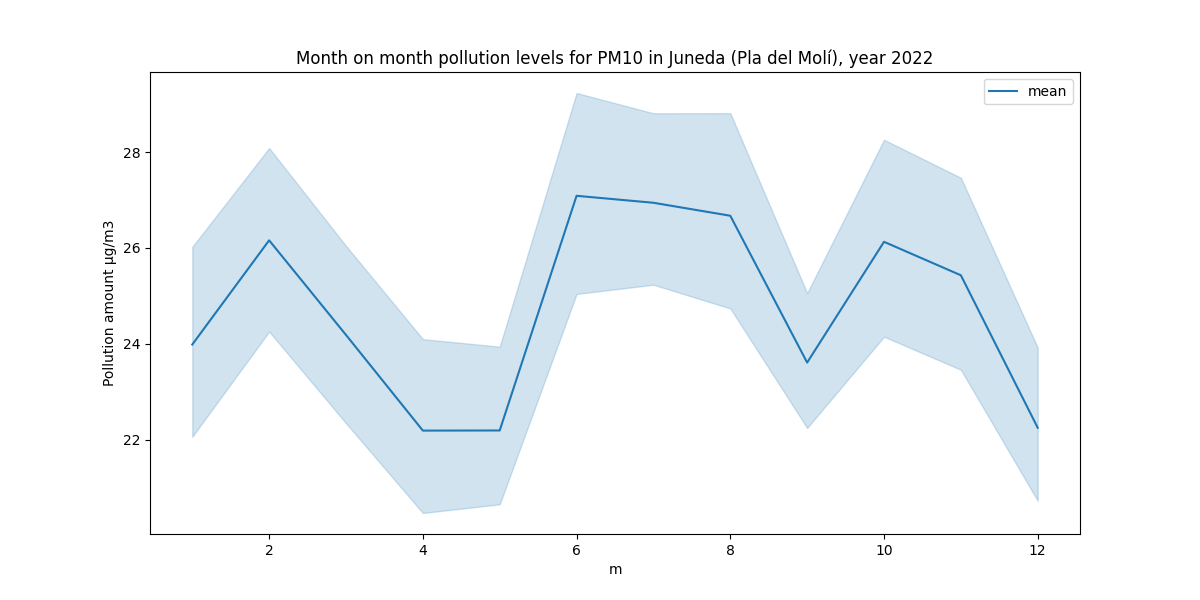 Month on month pollution levels for PM10 in Juneda (Pla del Molí), year 2022
mean
Pollution amount µg/m3
28
26
24
22
2 4 6 8 10 12
m